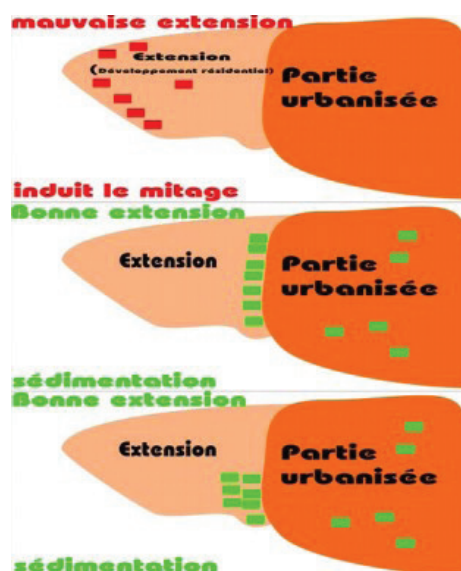 mauvaise extension
Extension
(Développement résidentiel)
Partie
urbanisée
induit le mitage
Bonne extension
Extension
Partie
urbanisée
sédimentation
Bonne extension
Extension
Partie
urbanisée
sédimentation